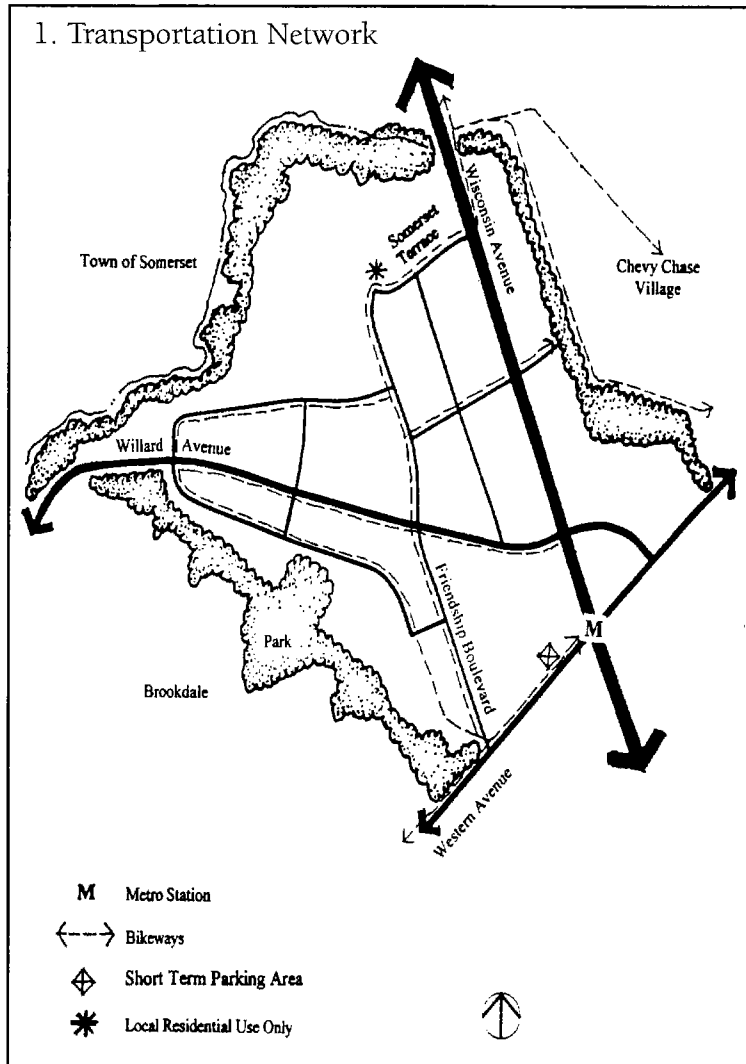 1. Transportation Network
Wisconsin Avenue
Somerset
Terrace
Town of Somerset
Chevy Chase
Village
Willard Avenue
Friendship Boulevard
M
Park
Brookdale
Western Avenue
M Metro Station
Bikeways
Short Term Parking Area
Local Residential Use Only